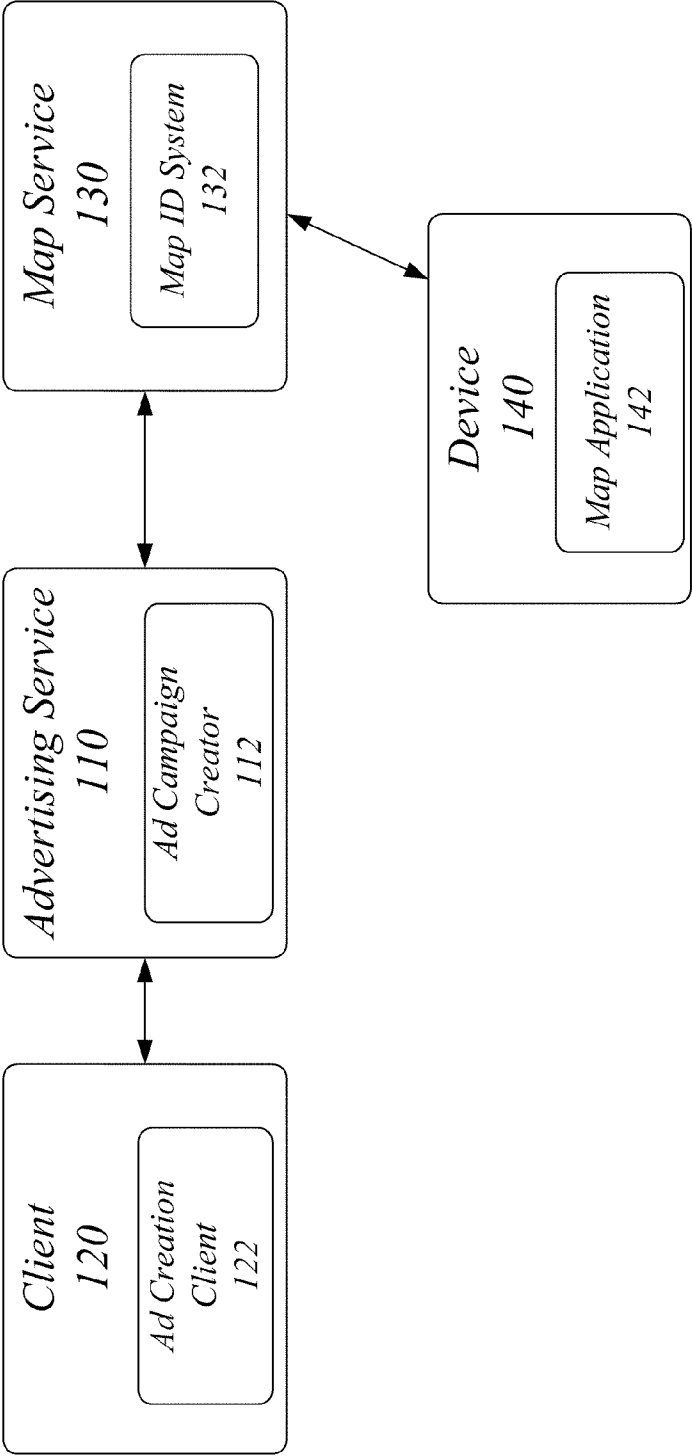 Client
120
Ad Creation
Client
122
Advertising Service
110
Ad Campaign
Creator
112
Map Service
130
Map ID System
132
Device
140
Map Application
142